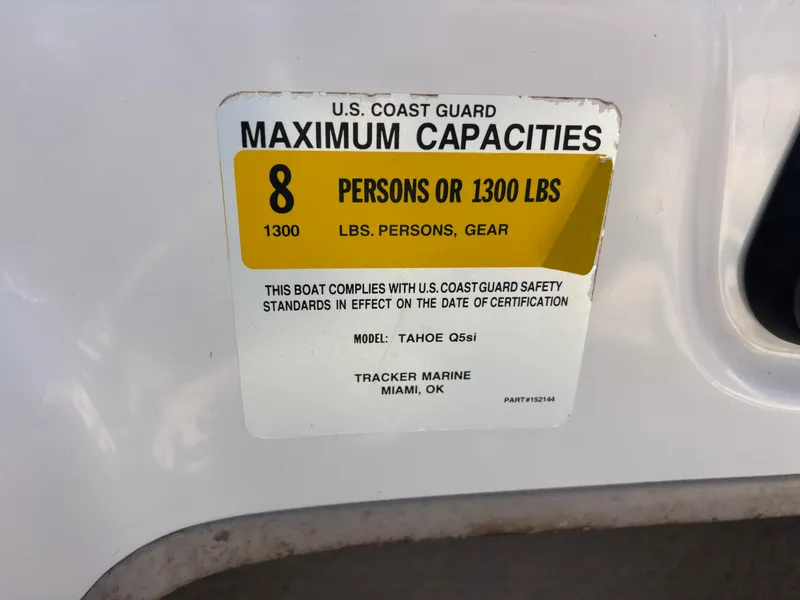 U.S. COAST GUARD
MAXIMUM CAPACITIES
8 PERSONS OR 1300 LBS
1300 LBS. PERSONS, GEAR
THIS BOAT COMPLIES WITH U.S. COAST GUARD SAFETY
STANDARDS IN EFFECT ON THE DATE OF CERTIFICATION
MODEL: TAHOE Q5si
TRACKER MARINE
MIAMI, OK
PART#152144